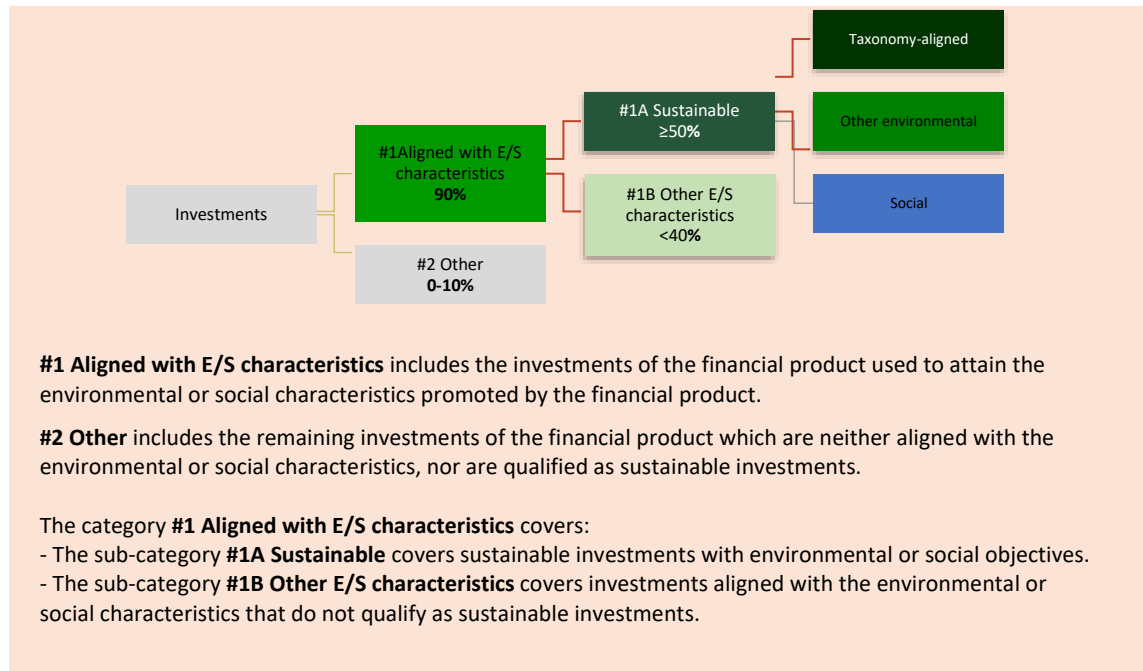 Taxonomy-aligned
#1A Sustainable
≥50%
Other environmental
#1Aligned with E/S
characteristics
90%
#1B Other E/S
characteristics
<40%
Social
Investments
#2 Other
0-10%
#1 Aligned with E/S characteristics includes the investments of the financial product used to attain the
environmental or social characteristics promoted by the financial product.
#2 Other includes the remaining investments of the financial product which are neither aligned with the
environmental or social characteristics, nor are qualified as sustainable investments.
The category #1 Aligned with E/S characteristics covers:
- The sub-category #1A Sustainable covers sustainable investments with environmental or social objectives.
- The sub-category #1B Other E/S characteristics covers investments aligned with the environmental or
social characteristics that do not qualify as sustainable investments.